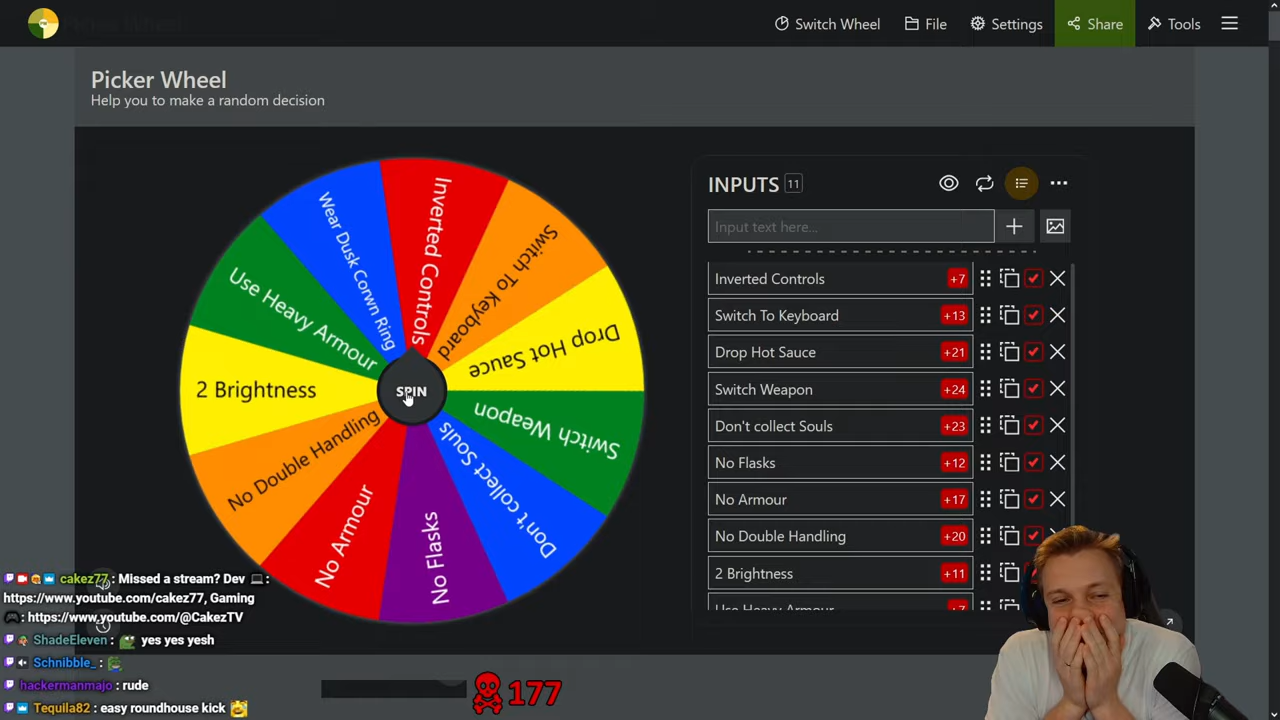 Switch Wheel
File
Settings
Share
Tools
Picker Wheel
Help you to make a random decision
Inverted Controls
Switch To Keyboard
Drop Hot Sauce
Switch Weapon
Don't collect Souls
No Flasks
No Armour
No Double Handling
2 Brightness
Use Heavy Armour
Wear Dusk Corwn Ring
SPIN
INPUTS 11
Input text here...
Inverted Controls +7
Switch To Keyboard +13
Drop Hot Sauce +21
Switch Weapon +24
Don't collect Souls +23
No Flasks +12
No Armour +17
No Double Handling +20
2 Brightness +11
Use Heavy Armour +7
cakez77 : Missed a stream? Dev :
https://www.youtube.com/cakez77, Gaming
: https://www.youtube.com/@CakezTV
ShadeEleven : yes yes yesh
Schnibble_ :
hackermanmajo : rude
Tequila82 : easy roundhouse kick
177